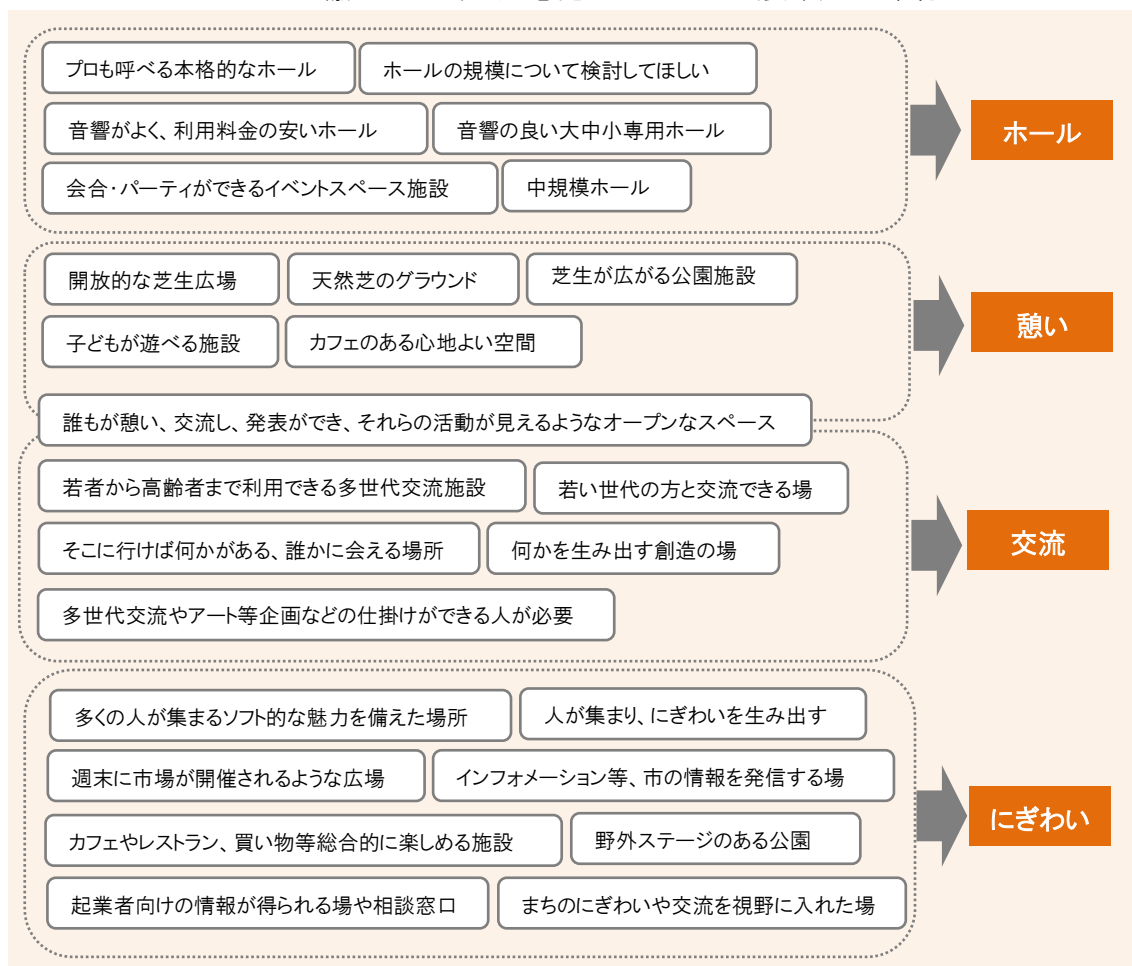 プロも呼べる本格的なホール
ホールの規模について検討してほしい
音響がよく、利用料金の安いホール
音響の良い大中小専用ホール
会合・パーティができるイベントスペース施設
中規模ホール
ホール
開放的な芝生広場
天然芝のグラウンド
芝生が広がる公園施設
子どもが遊べる施設
カフェのある心地よい空間
憩い
誰もが憩い、交流し、発表ができ、それらの活動が見えるようなオープンなスペース
若者から高齢者まで利用できる多世代交流施設
若い世代の方と交流できる場
そこに行けば何かがある、誰かに会える場所
何かを生み出す創造の場
多世代交流やアート等企画などの仕掛けができる人が必要
交流
多くの人が集まるソフト的な魅力を備えた場所
人が集まり、にぎわいを生み出す
週末に市場が開催されるような広場
インフォメーション等、市の情報を発信する場
カフェやレストラン、買い物等総合的に楽しめる施設
野外ステージのある公園
起業者向けの情報が得られる場や相談窓口
まちのにぎわいや交流を視野に入れた場
にぎわい